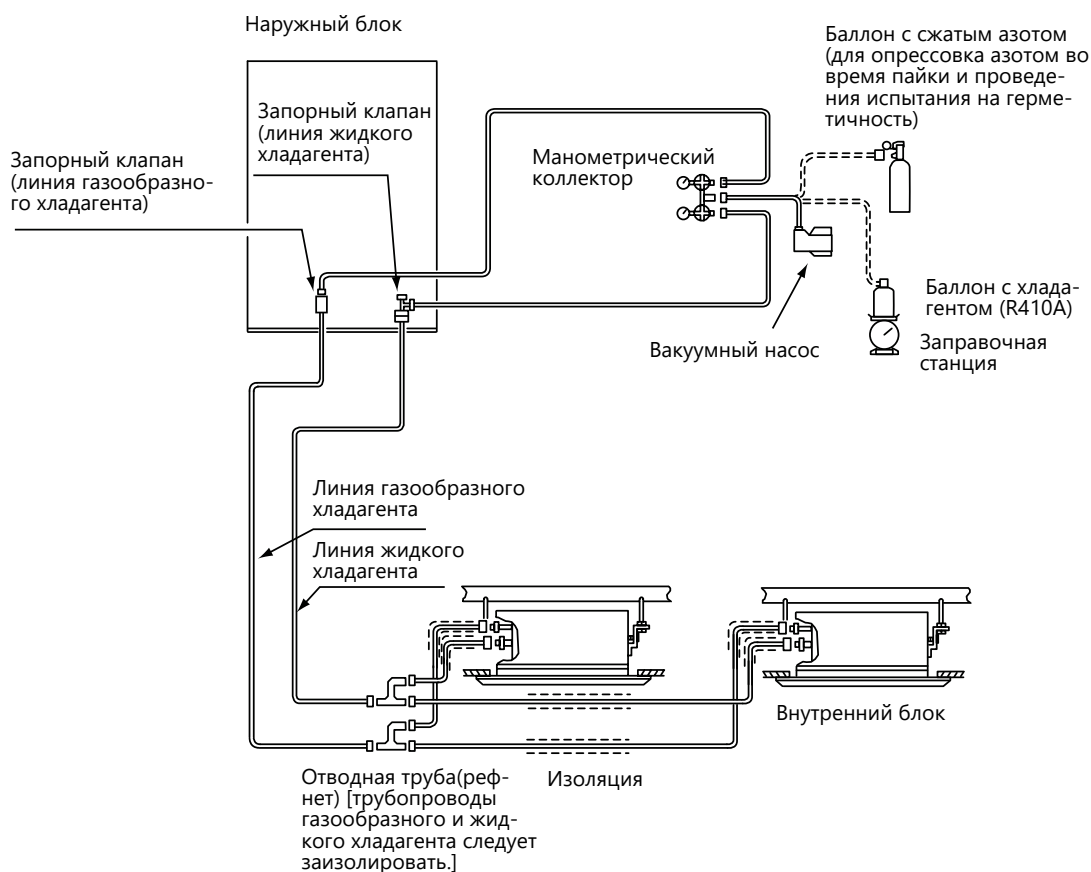 Наружный блок
Баллон с сжатым азотом
(для опрессовка азотом во
время пайки и проведе-
ния испытания на герме-
тичность)
Запорный клапан
(линия жидкого
хладагента)
Запорный клапан
(линия газообразно-
го хладагента)
Манометрический
коллектор
Баллон с хлада-
гентом (R410A)
Вакуумный насос
Заправочная
станция
Линия газообразного
хладагента
Линия жидкого
хладагента
Внутренний блок
Отводная труба(реф-
нет) [трубопроводы
газообразного и жид-
кого хладагента следует
заизолировать.]
Изоляция